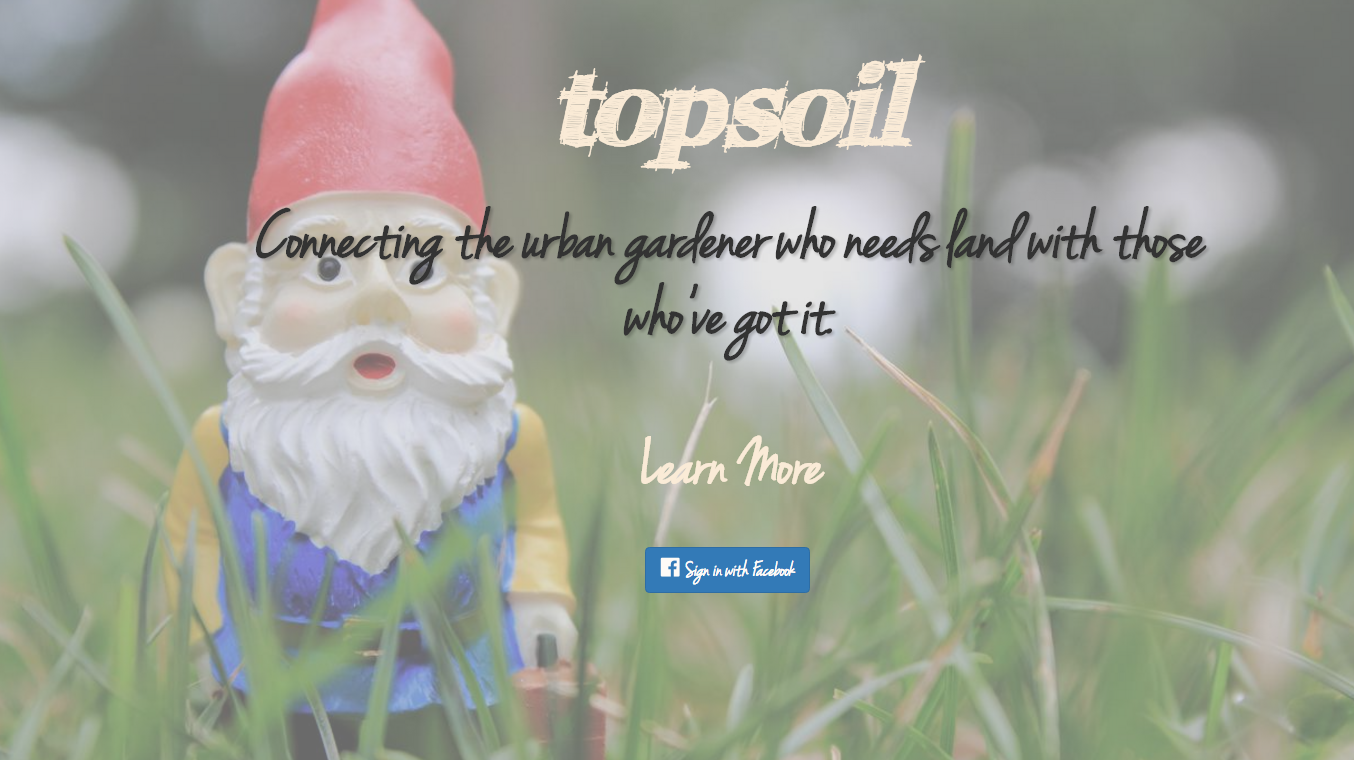 topsoil
Connecting the urban gardener who needs land with those
who've got it.
Learn More
Sign in with Facebook